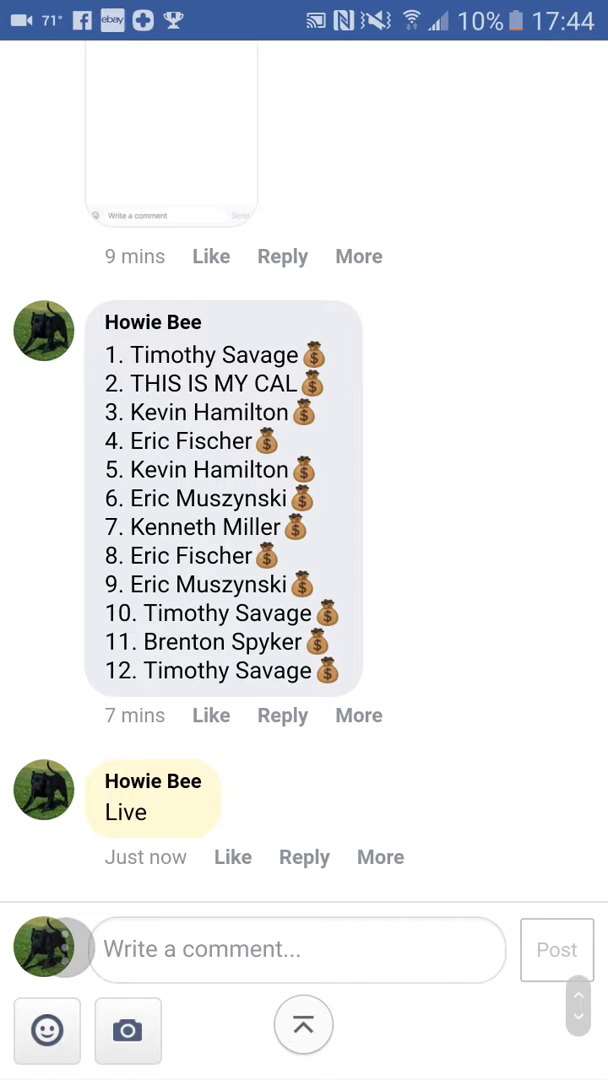 71° ebay 10% 17:44
Write a comment Send
9 mins Like Reply More
Howie Bee
1. Timothy Savage💰
2. THIS IS MY CAL💰
3. Kevin Hamilton💰
4. Eric Fischer💰
5. Kevin Hamilton💰
6. Eric Muszynski💰
7. Kenneth Miller💰
8. Eric Fischer💰
9. Eric Muszynski💰
10. Timothy Savage💰
11. Brenton Spyker💰
12. Timothy Savage💰
7 mins Like Reply More
Howie Bee
Live
Just now Like Reply More
Write a comment... Post